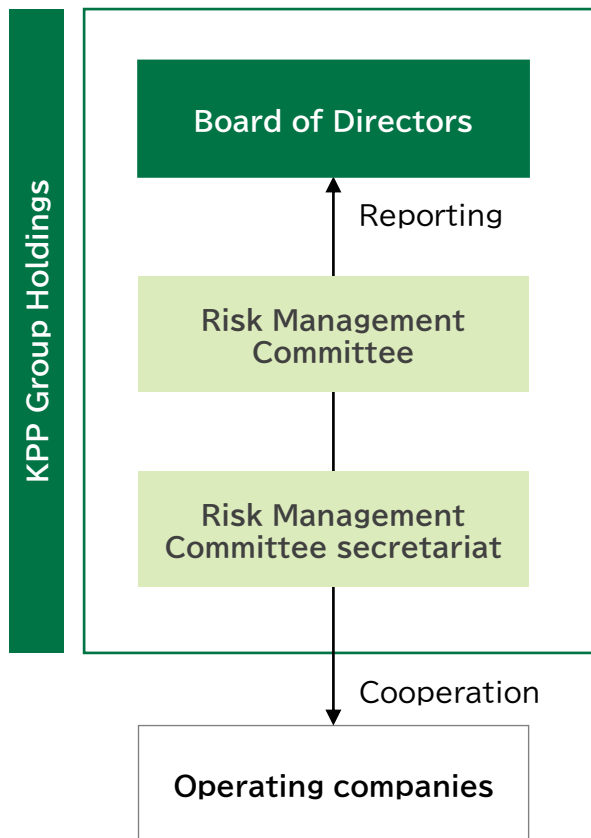 KPP Group Holdings
Board of Directors
Reporting
Risk Management
Committee
Risk Management
Committee secretariat
Cooperation
Operating companies